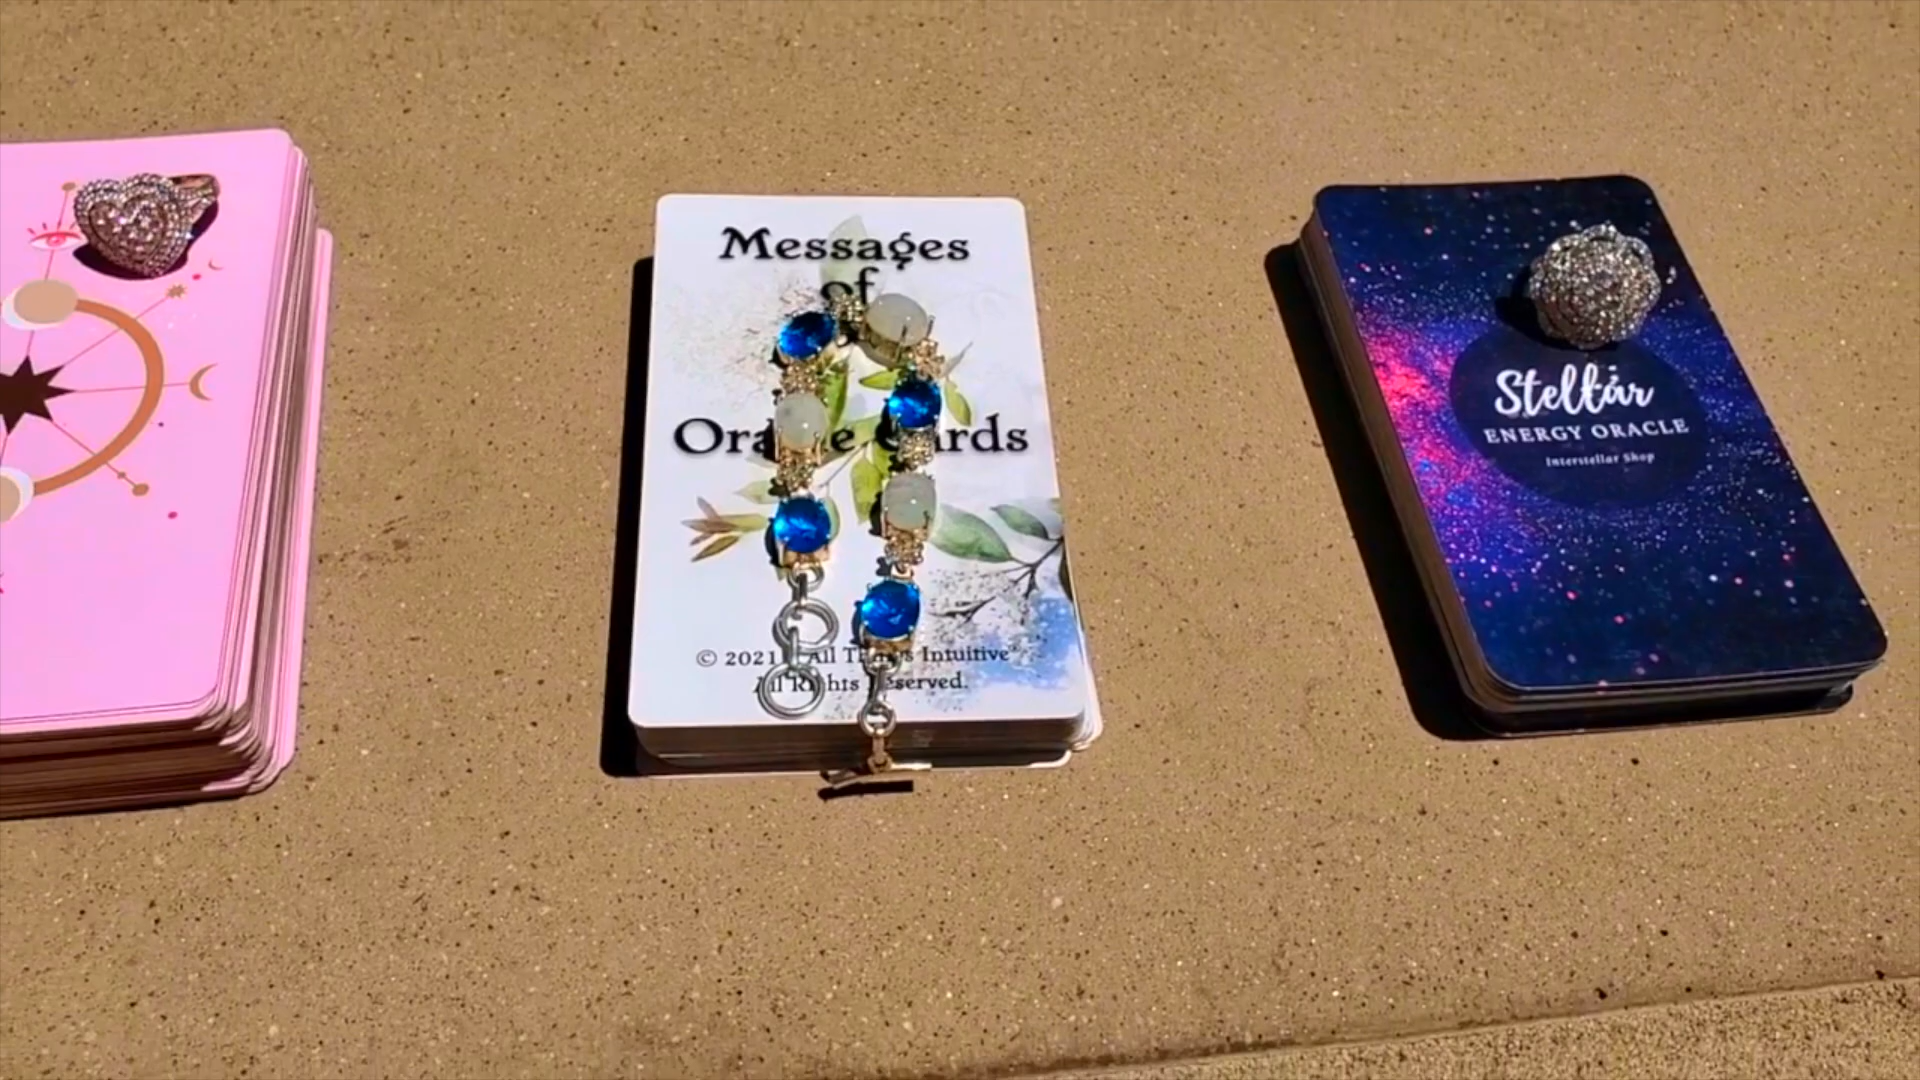 Messages
of
Oracle Cards
© 2021 All Things Intuitive
All Rights Reserved.
Stellar
ENERGY ORACLE
Interstellar Shop